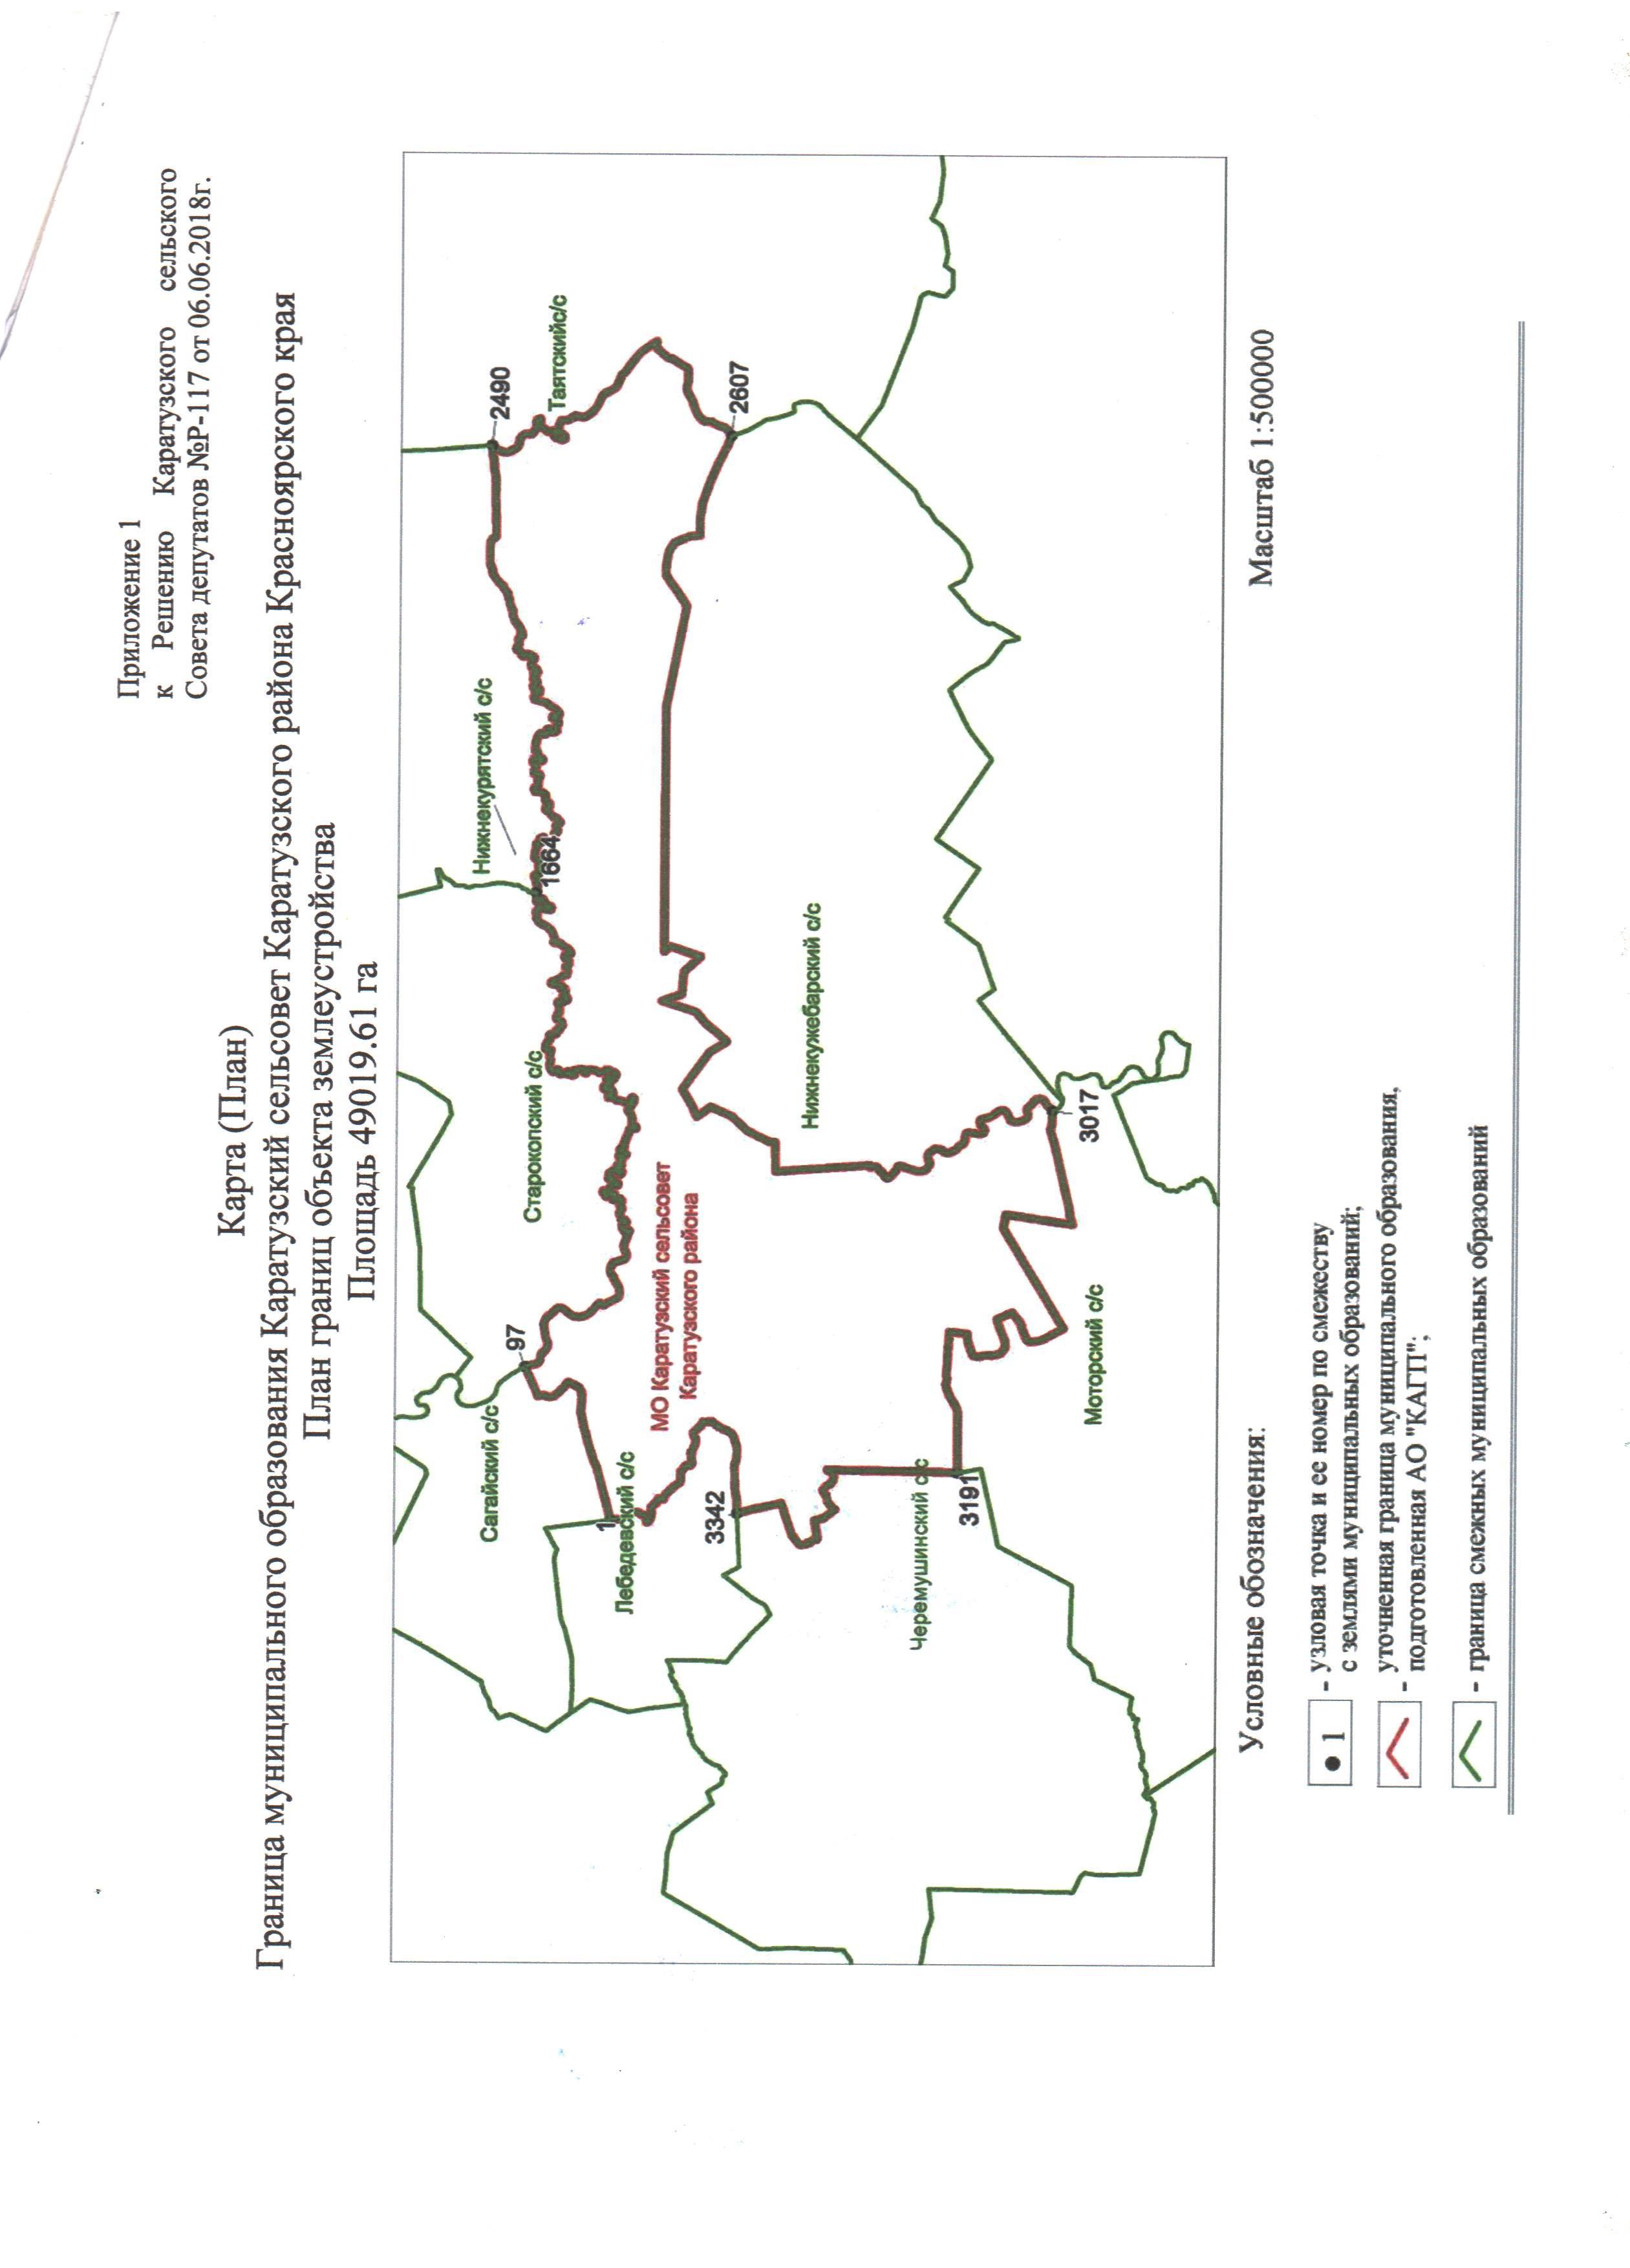 Приложение 1
к Решению Каратузского сельского
Совета депутатов №Р-117 от 06.06.2018г.
Карта (План)
Граница муниципального образования Каратузский сельсовет Каратузского района Красноярского края
План границ объекта землеустройства
Площадь 49019.61 га
2490
Таятскийс/с
Нижнекурятский с/с
97
Сагайский с/с
Старокопский с/с
1664
1
Лебедевский с/с
МО Каратузский сельсовет
Каратузского района
3342
2607
Нижнекужебарский с/с
Черемушинский с/с
3191
3017
Моторский с/с
Условные обозначения:
Масштаб 1:500000
1 - узловая точка и ее номер по смежеству
с землями муниципальных образований;
- уточненная граница муниципального образования,
подготовленная АО "КАГП";
- граница смежных муниципальных образований